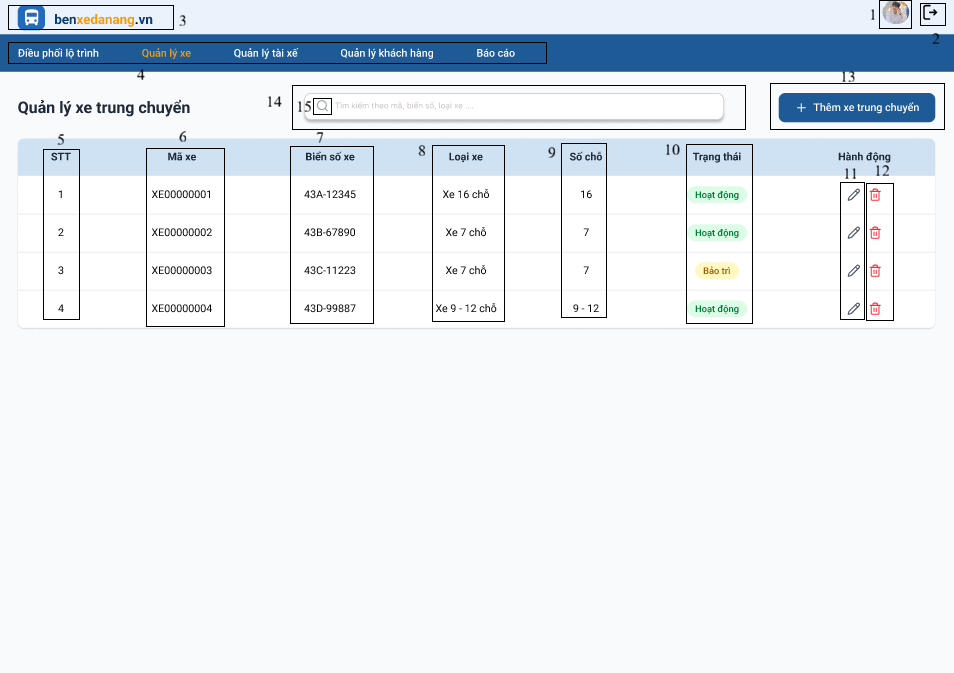 benxedanang.vn 3 1
2
Điều phối lộ trình Quản lý xe Quản lý tài xế Quản lý khách hàng Báo cáo
4 13
Quản lý xe trung chuyển 14 15 Tìm kiếm theo mã, biển số, loại xe .... + Thêm xe trung chuyển
5 6 7 8 9 10
STT Mã xe Biển số xe Loại xe Số chỗ Trạng thái Hành động
11 12
1 XE00000001 43A-12345 Xe 16 chỗ 16 Hoạt động
2 XE00000002 43B-67890 Xe 7 chỗ 7 Hoạt động
3 XE00000003 43C-11223 Xe 7 chỗ 7 Bảo trì
4 XE00000004 43D-99887 Xe 9 - 12 chỗ 9 - 12 Hoạt động